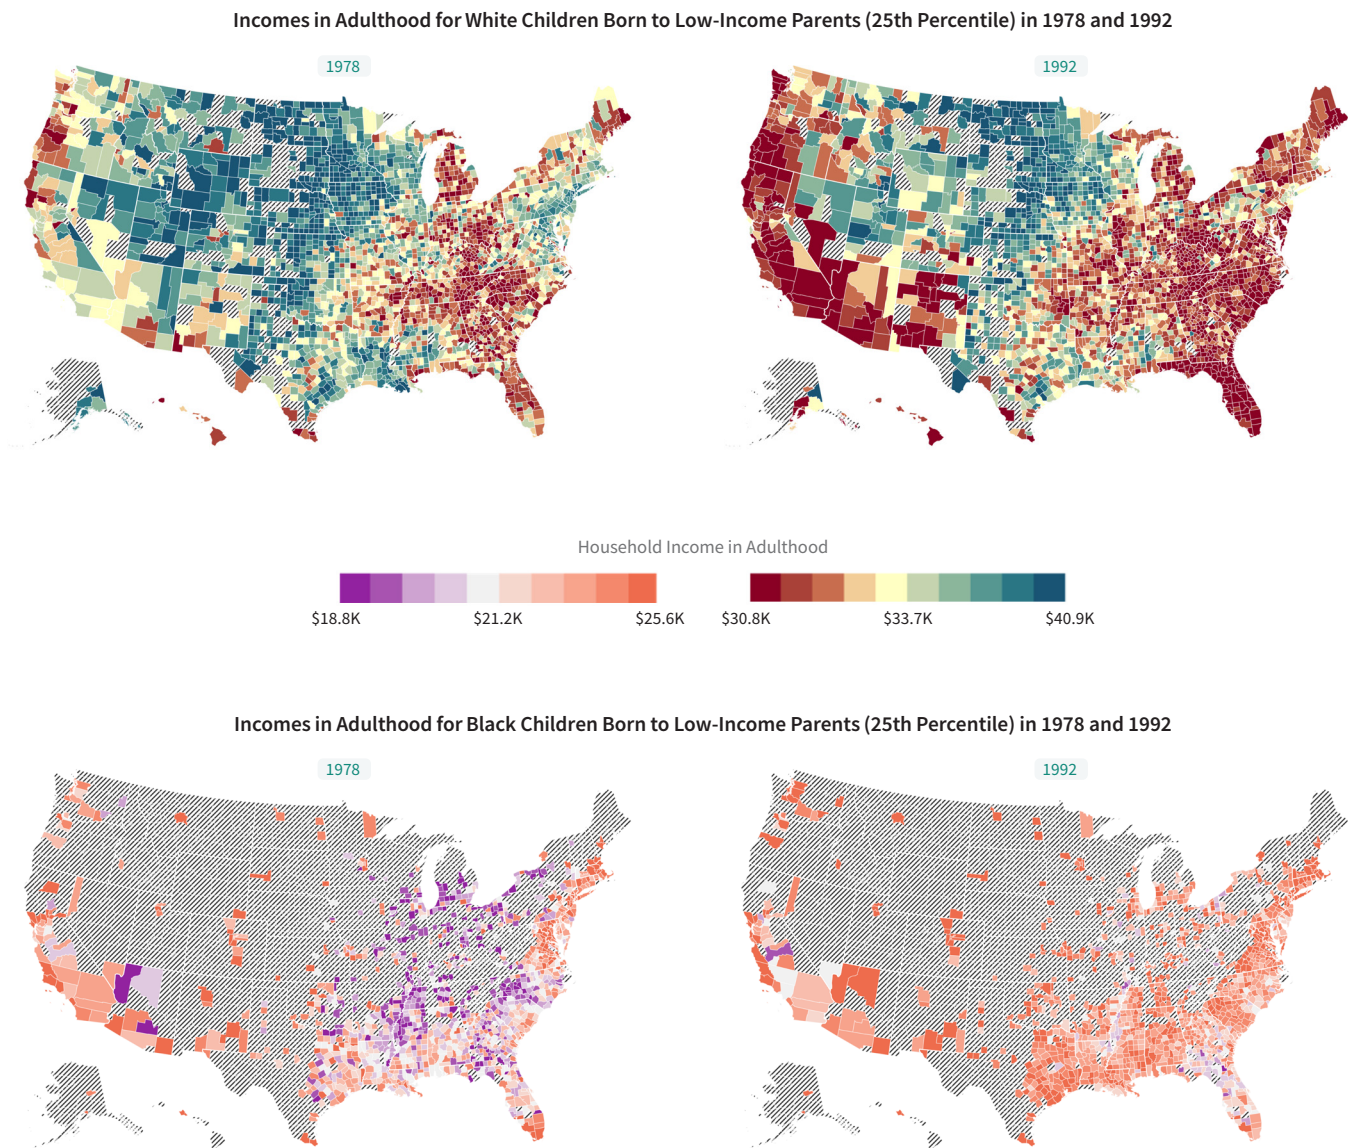 Incomes in Adulthood for White Children Born to Low-Income Parents (25th Percentile) in 1978 and 1992
1978
1992
Household Income in Adulthood
$18.8K
$21.2K
$25.6K
$30.8K
$33.7K
$40.9K
Incomes in Adulthood for Black Children Born to Low-Income Parents (25th Percentile) in 1978 and 1992
1978
1992